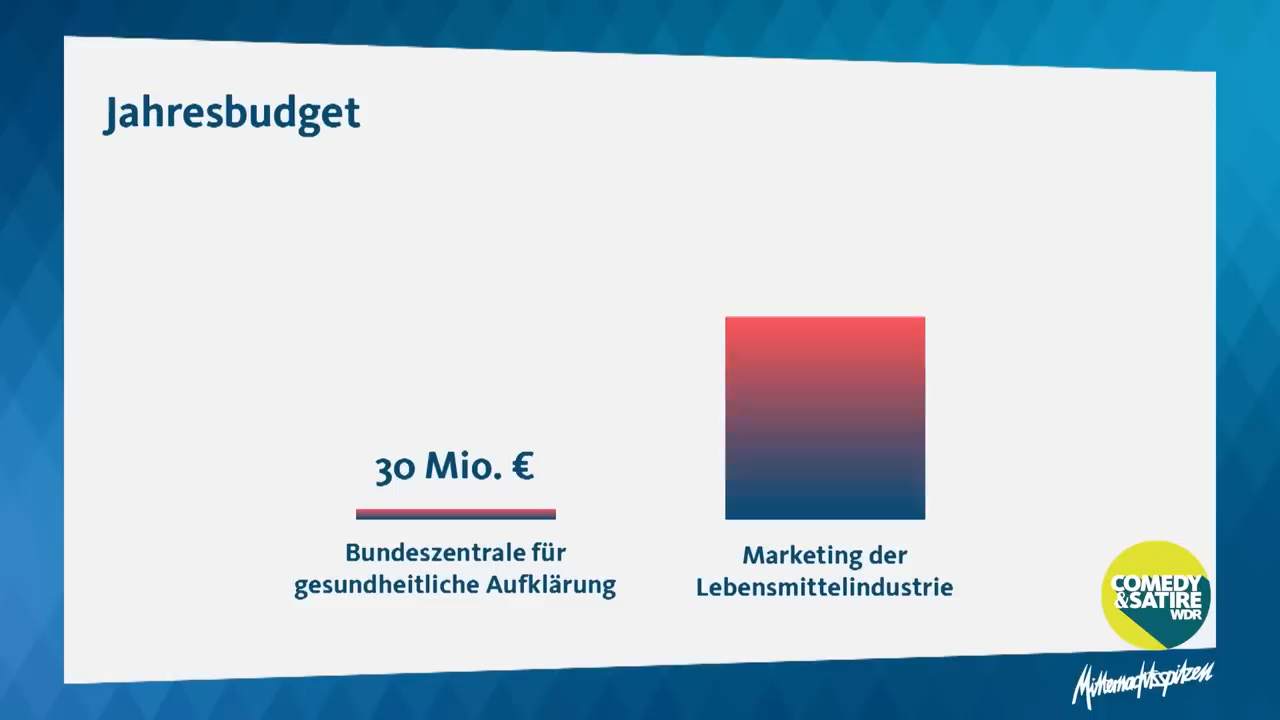 Jahresbudget
30 Mio. €
Bundeszentrale für
gesundheitliche Aufklärung
Marketing der
Lebensmittelindustrie
COMEDY
&SATIRE
WDR
Mitternachtsspitzen